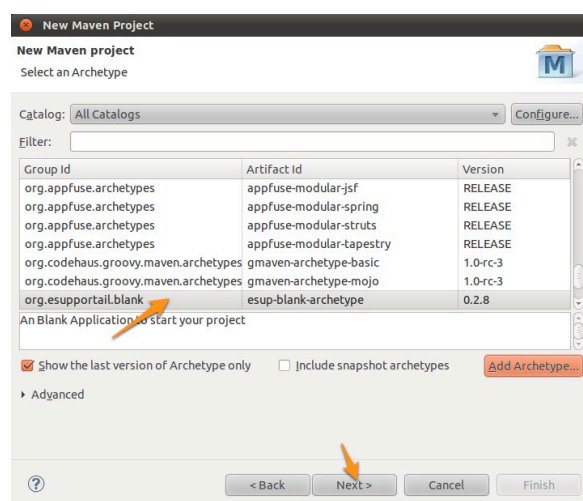 New Maven Project
New Maven project
Select an Archetype
Catalog: All Catalogs Configure...
Filter:
Group Id Artifact Id Version
org.appfuse.archetypes appfuse-modular-jsf RELEASE
org.appfuse.archetypes appfuse-modular-spring RELEASE
org.appfuse.archetypes appfuse-modular-struts RELEASE
org.appfuse.archetypes appfuse-modular-tapestry RELEASE
org.codehaus.groovy.maven.archetypes gmaven-archetype-basic 1.0-rc-3
org.codehaus.groovy.maven.archetypes gmaven-archetype-mojo 1.0-rc-3
org.esupportail.blank esup-blank-archetype 0.2.8
An Blank Application to start your project
Show the last version of Archetype only Include snapshot archetypes Add Archetype...
Advanced
? < Back Next > Cancel Finish